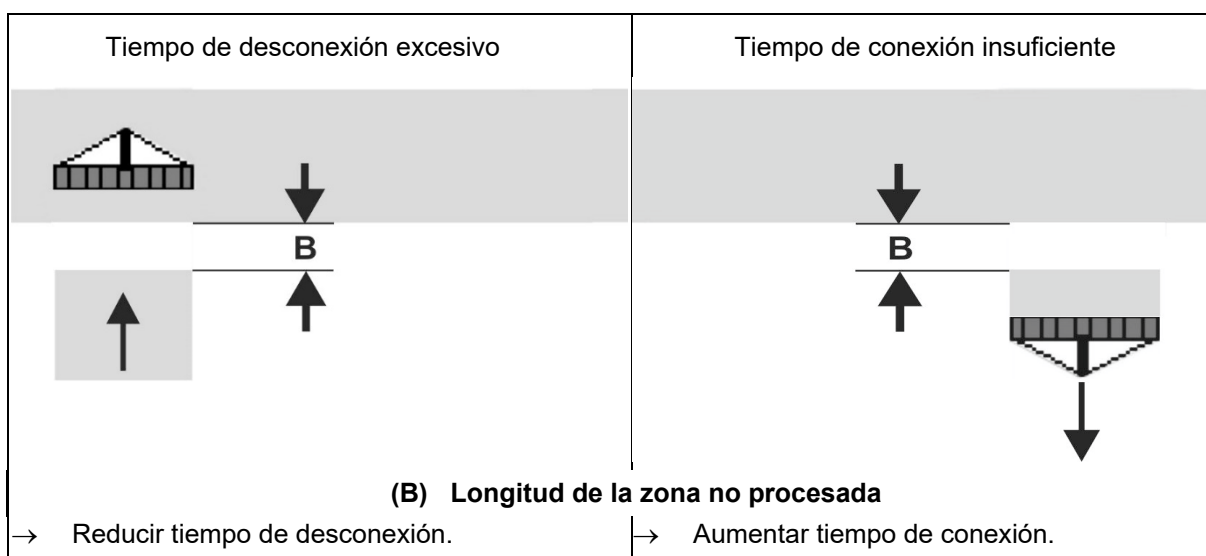 Tiempo de desconexión excesivo
Tiempo de conexión insuficiente
B
B
(B) Longitud de la zona no procesada
→ Reducir tiempo de desconexión.
→ Aumentar tiempo de conexión.